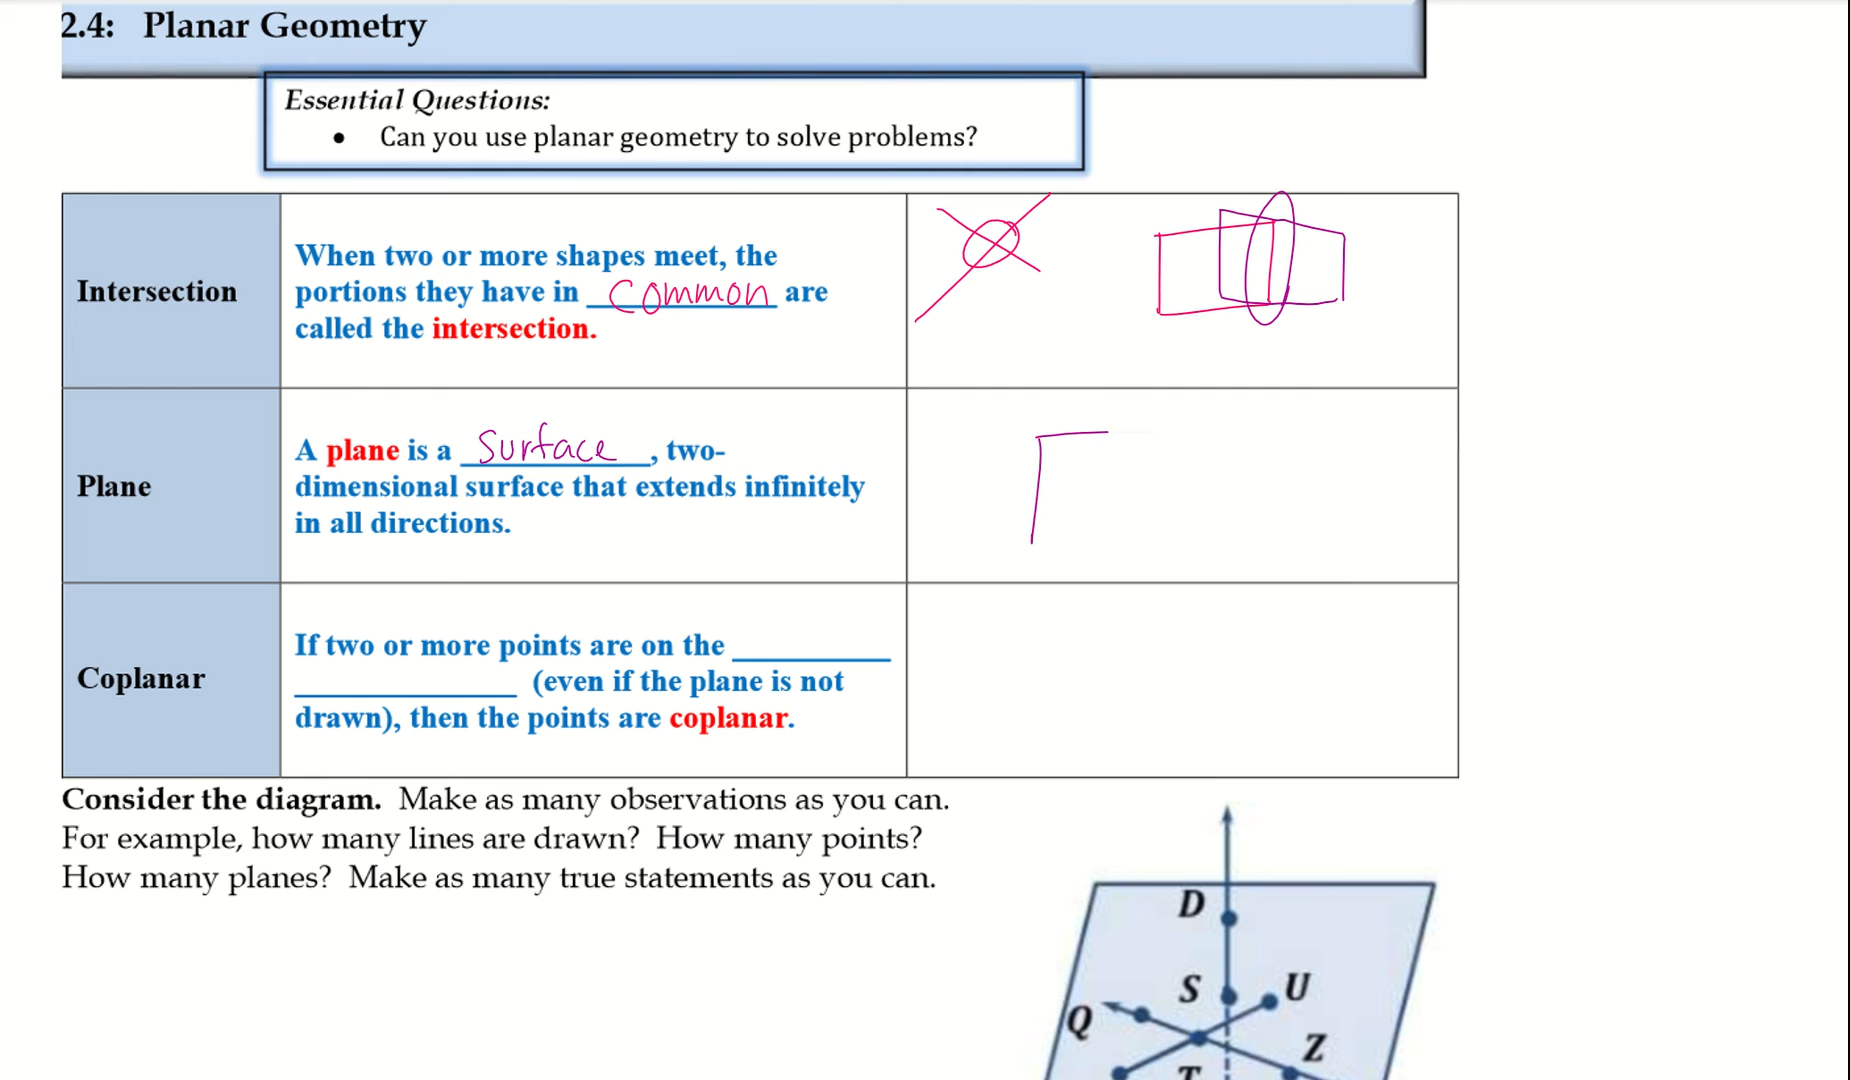 2.4: Planar Geometry
Essential Questions:
• Can you use planar geometry to solve problems?
Intersection
When two or more shapes meet, the
portions they have in common are
called the intersection.
Plane
A plane is a surface, two-
dimensional surface that extends infinitely
in all directions.
Coplanar
If two or more points are on the __________
______________ (even if the plane is not
drawn), then the points are coplanar.
Consider the diagram. Make as many observations as you can.
For example, how many lines are drawn? How many points?
How many planes? Make as many true statements as you can.
D
S U
Q
Z
T